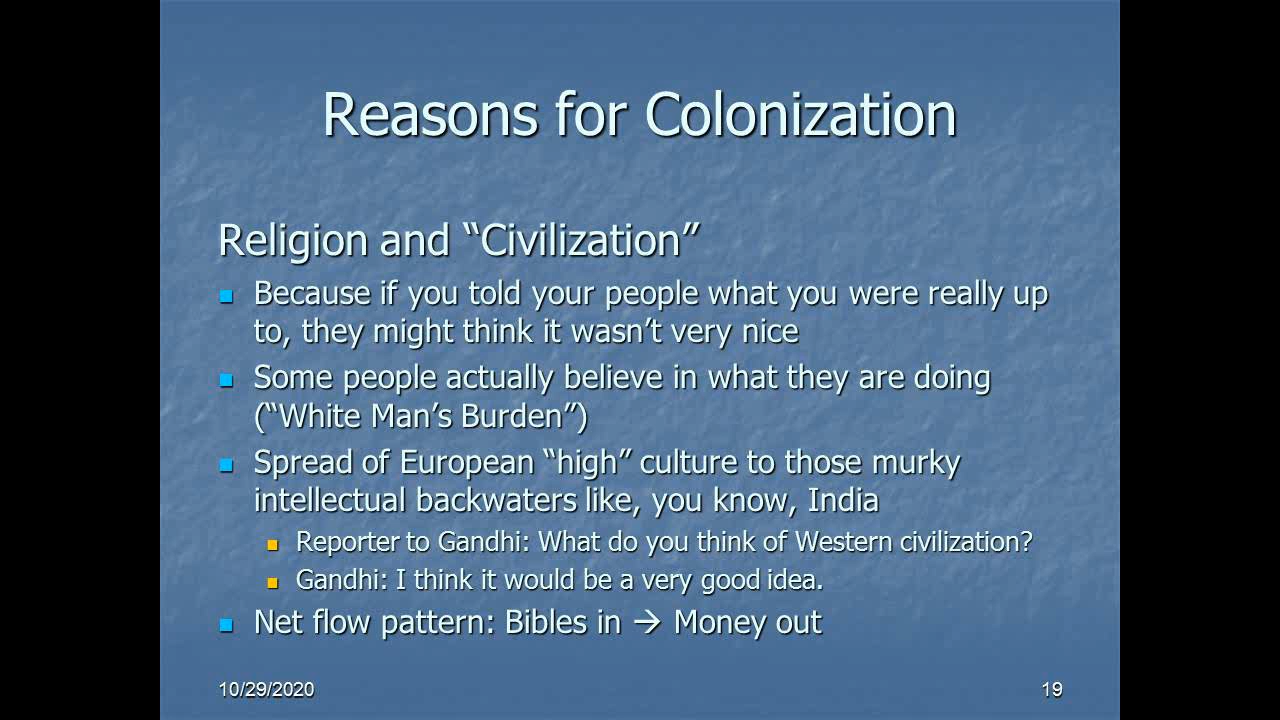 Reasons for Colonization
Religion and “Civilization”
Because if you told your people what you were really up
to, they might think it wasn’t very nice
Some people actually believe in what they are doing
(“White Man’s Burden”)
Spread of European “high” culture to those murky
intellectual backwaters like, you know, India
Reporter to Gandhi: What do you think of Western civilization?
Gandhi: I think it would be a very good idea.
Net flow pattern: Bibles in → Money out
10/29/2020
19